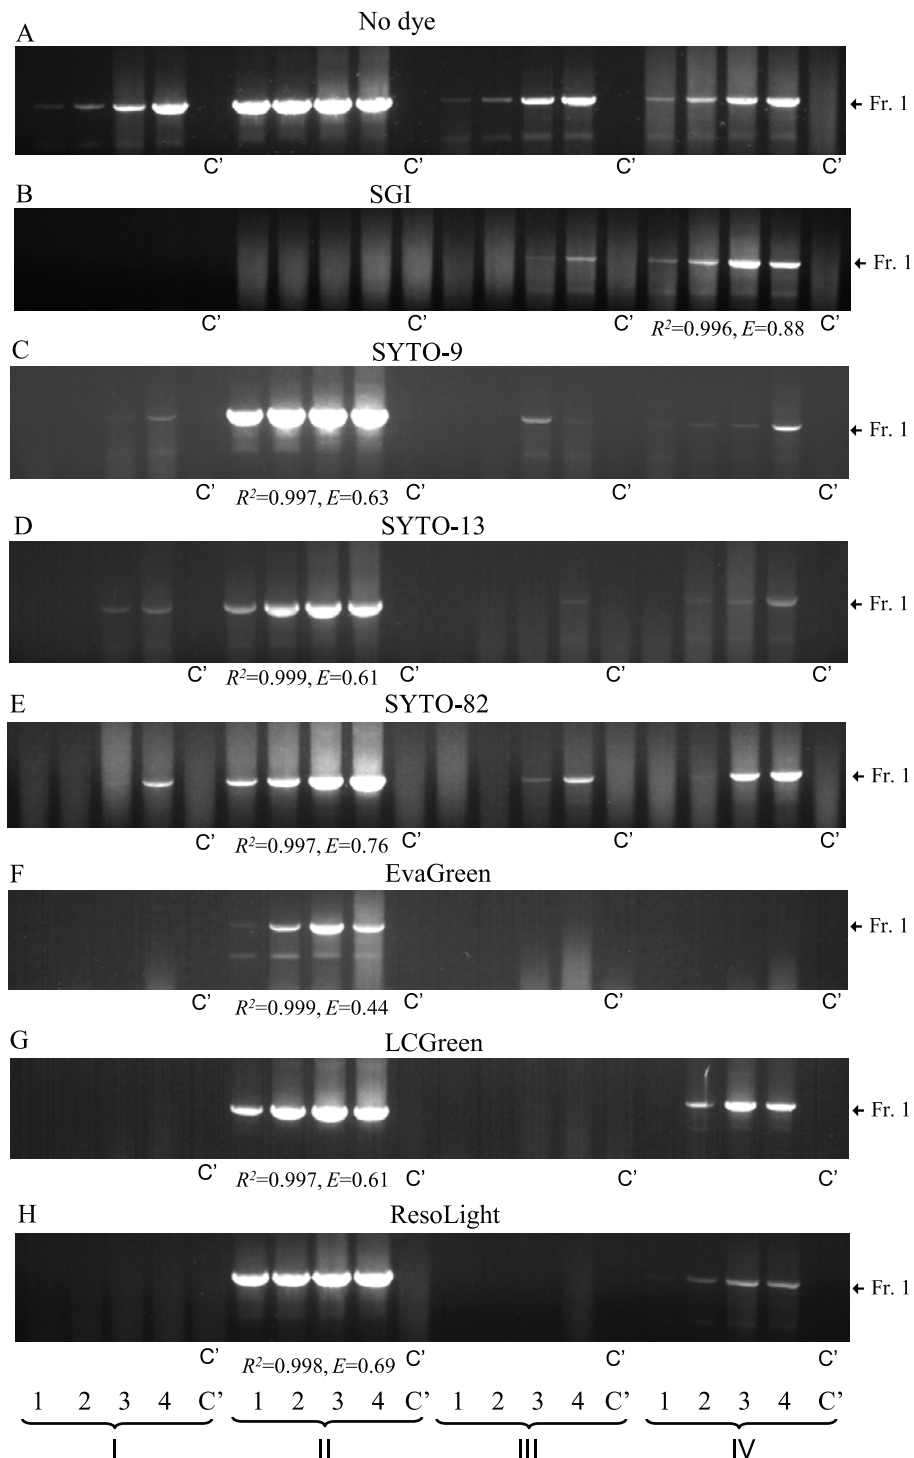 A
No dye
← Fr. 1
C’ C’ C’ C’
B
SGI
← Fr. 1
C’ C’ C’ C’
R²=0.996, E=0.88
C
SYTO-9
← Fr. 1
C’ C’ C’ C’
R²=0.997, E=0.63
D
SYTO-13
← Fr. 1
C’ C’ C’ C’
R²=0.999, E=0.61
E
SYTO-82
← Fr. 1
C’ C’ C’ C’
R²=0.997, E=0.76
F
EvaGreen
← Fr. 1
C’ C’ C’ C’
R²=0.999, E=0.44
G
LCGreen
← Fr. 1
C’ C’ C’ C’
R²=0.997, E=0.61
H
ResoLight
← Fr. 1
C’ C’ C’ C’
R²=0.998, E=0.69
1 2 3 4 C’ 1 2 3 4 C’ 1 2 3 4 C’ 1 2 3 4 C’
I II III IV